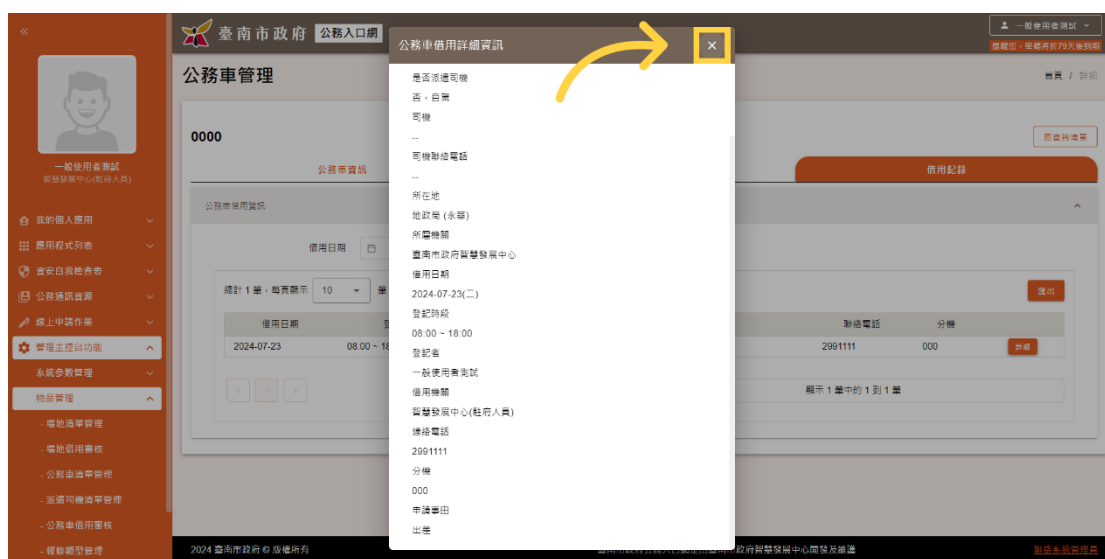 «
臺南市政府 公務入口網
一般使用者測試
提醒您，密碼將於79天後到期
公務車管理
首頁 / 詳細
一般使用者測試
智慧發展中心(駐府人員)
我的個人應用
應用程式列表
資安自我檢查表
公務通訊資源
線上申請作業
管理主控台功能
系統參數管理
物品管理
- 場地清單管理
- 場地借用審核
- 公務車清單管理
- 派遣司機清單管理
- 公務車借用審核
- 報修類型管理
0000
回查詢清單
公務車資訊
借用紀錄
公務車借用資訊
借用日期
總計 1 筆，每頁顯示 10 筆
匯出
借用日期
聯絡電話
分機
2024-07-23
08:00 ~ 18
2991111
000
詳細
顯示 1 筆中的 1 到 1 筆
公務車借用詳細資訊 ×
是否派遣司機
否，自駕
司機
--
司機聯絡電話
--
所在地
地政局 (永華)
所屬機關
臺南市政府智慧發展中心
借用日期
2024-07-23(二)
登記時段
08:00 ~ 18:00
登記者
一般使用者測試
借用機關
智慧發展中心(駐府人員)
連絡電話
2991111
分機
000
申請事由
出差
2024 臺南市政府 © 版權所有
政府智慧發展中心開發及維護
聯絡系統管理員